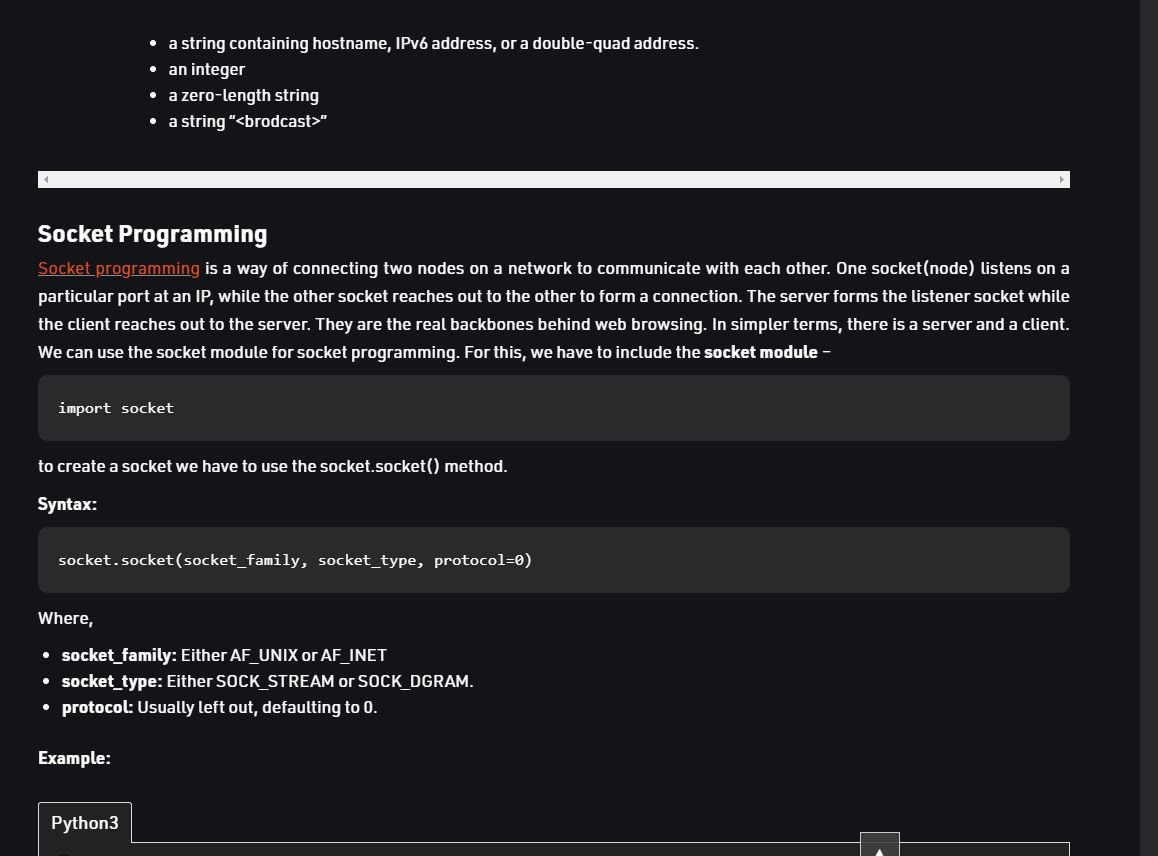 a string containing hostname, IPv6 address, or a double-quad address.
an integer
a zero-length string
a string “<brodcast>”
Socket Programming
Socket programming is a way of connecting two nodes on a network to communicate with each other. One socket(node) listens on a
particular port at an IP, while the other socket reaches out to the other to form a connection. The server forms the listener socket while
the client reaches out to the server. They are the real backbones behind web browsing. In simpler terms, there is a server and a client.
We can use the socket module for socket programming. For this, we have to include the socket module –
import socket
to create a socket we have to use the socket.socket() method.
Syntax:
socket.socket(socket_family, socket_type, protocol=0)
Where,
socket_family: Either AF_UNIX or AF_INET
socket_type: Either SOCK_STREAM or SOCK_DGRAM.
protocol: Usually left out, defaulting to 0.
Example:
Python3